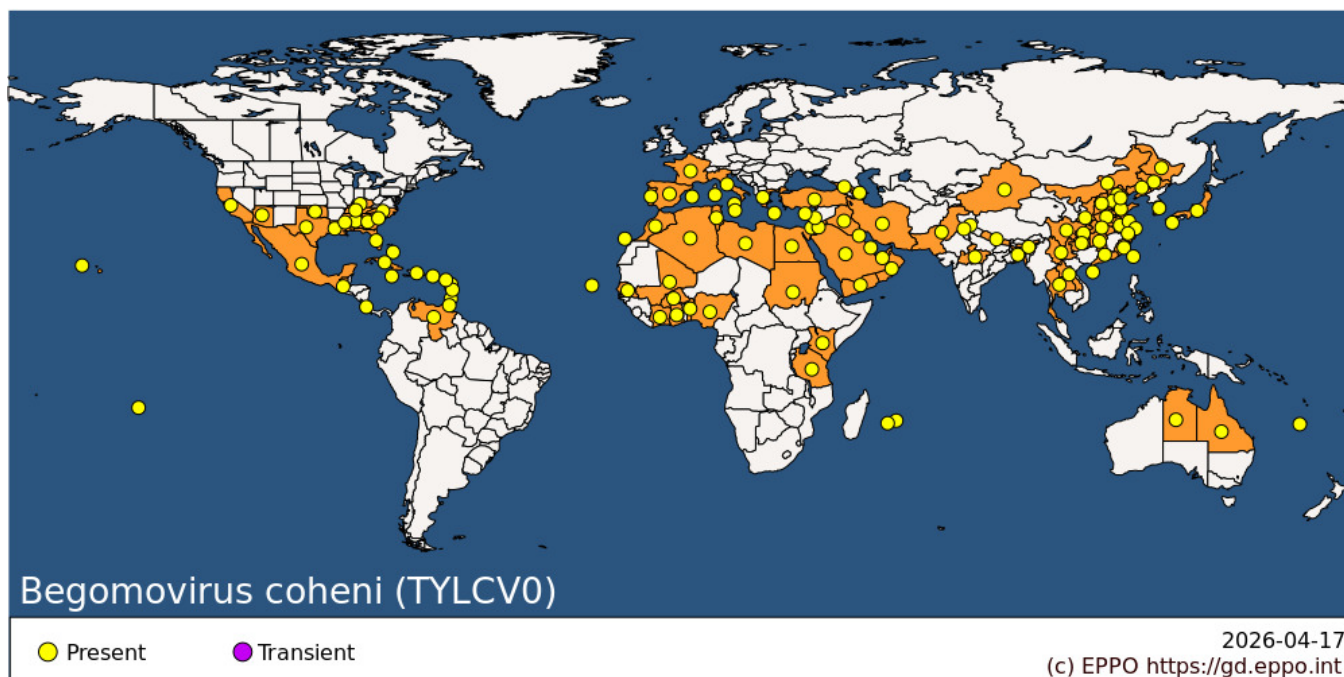 Begomovirus coheni (TYLCV0)
Present
Transient
2026-04-17
(c) EPPO https://gd.eppo.int